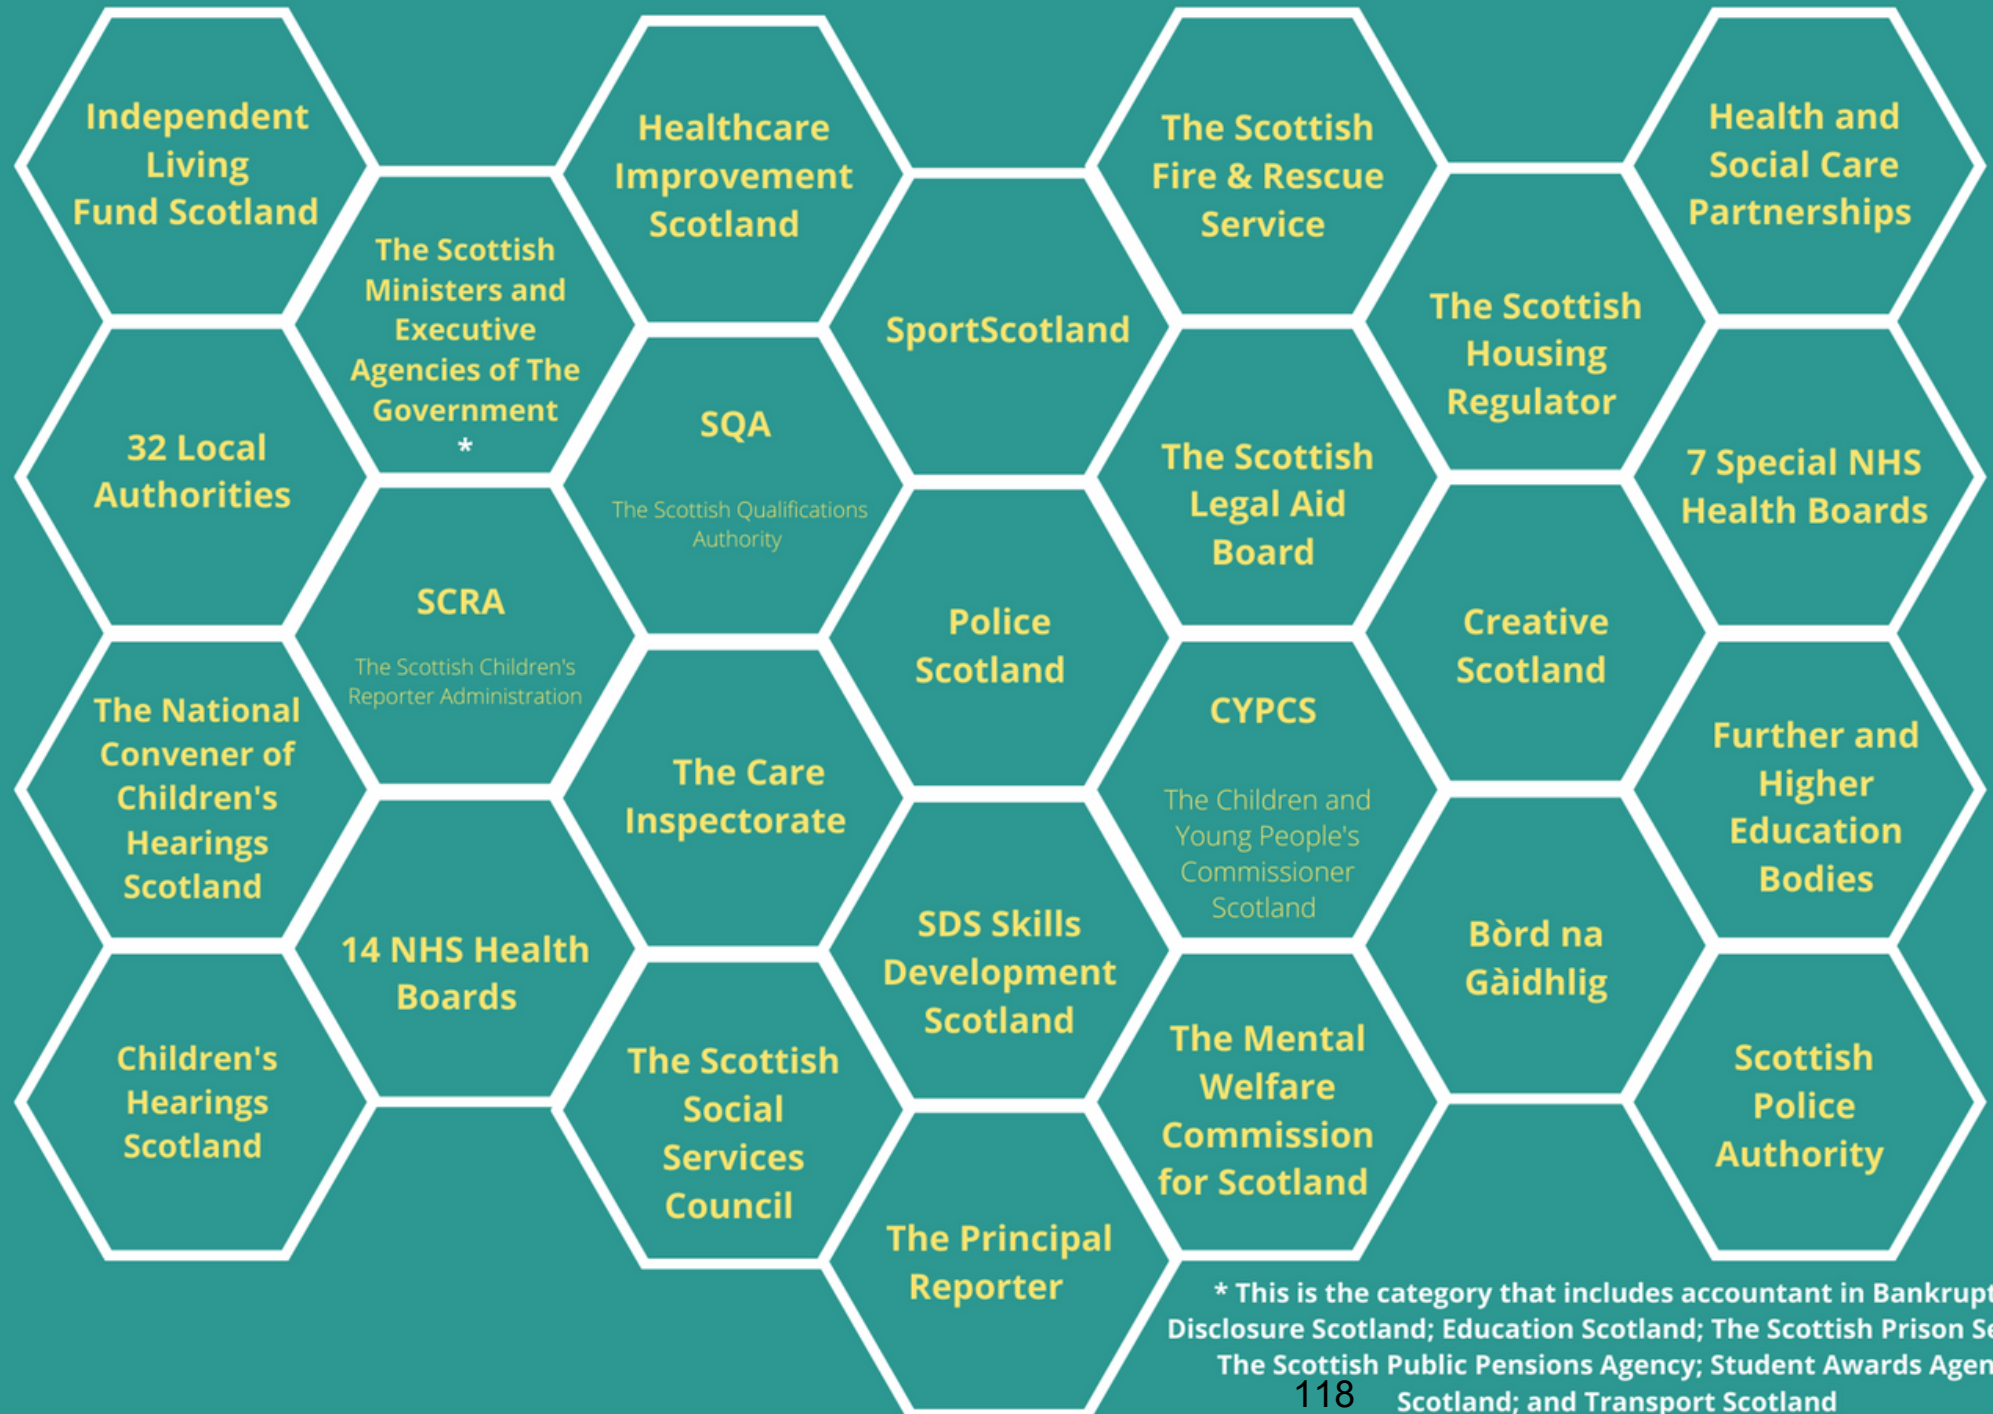 Independent
Living
Fund Scotland
32 Local
Authorities
The National
Convener of
Children's
Hearings
Scotland
Children's
Hearings
Scotland
The Scottish
Ministers and
Executive
Agencies of The
Government
*
SCRA
The Scottish Children's
Reporter Administration
14 NHS Health
Boards
Healthcare
Improvement
Scotland
SQA
The Scottish Qualifications
Authority
The Care
Inspectorate
The Scottish
Social
Services
Council
SportScotland
Police
Scotland
SDS Skills
Development
Scotland
The Principal
Reporter
The Scottish
Fire & Rescue
Service
The Scottish
Legal Aid
Board
CYPCS
The Children and
Young People's
Commissioner
Scotland
The Mental
Welfare
Commission
for Scotland
The Scottish
Housing
Regulator
Creative
Scotland
Bòrd na
Gàidhlig
Health and
Social Care
Partnerships
7 Special NHS
Health Boards
Further and
Higher
Education
Bodies
Scottish
Police
Authority
* This is the category that includes accountant in
Disclosure Scotland; Education Scotland; The Scottish Prison
The Scottish Public Pensions Agency; Student Awards
Scotland; and Transport Scotland
118